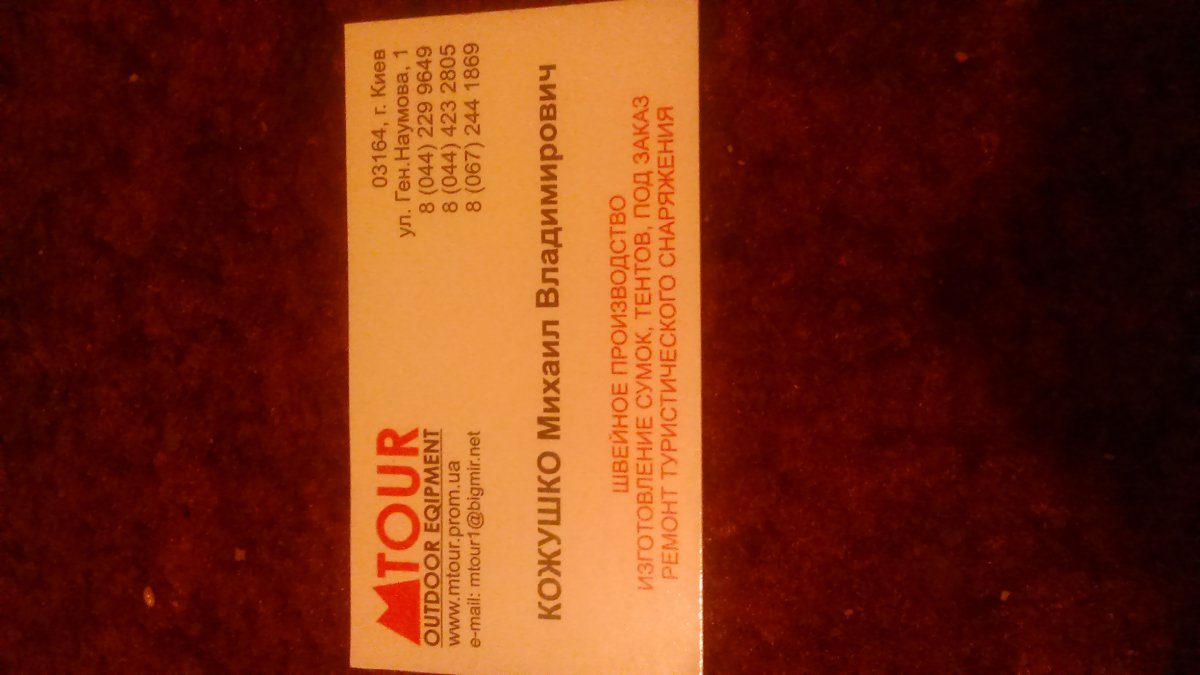 MTOUR
OUTDOOR EQIPMENT
www.mtour.prom.ua
e-mail: mtour1@bigmir.net
03164, г. Киев
ул. Ген.Наумова, 1
8 (044) 229 9649
8 (044) 423 2805
8 (067) 244 1869
КОЖУШКО Михаил Владимирович
ШВЕЙНОЕ ПРОИЗВОДСТВО
ИЗГОТОВЛЕНИЕ СУМОК, ТЕНТОВ, ПОД ЗАКАЗ
РЕМОНТ ТУРИСТИЧЕСКОГО СНАРЯЖЕНИЯ